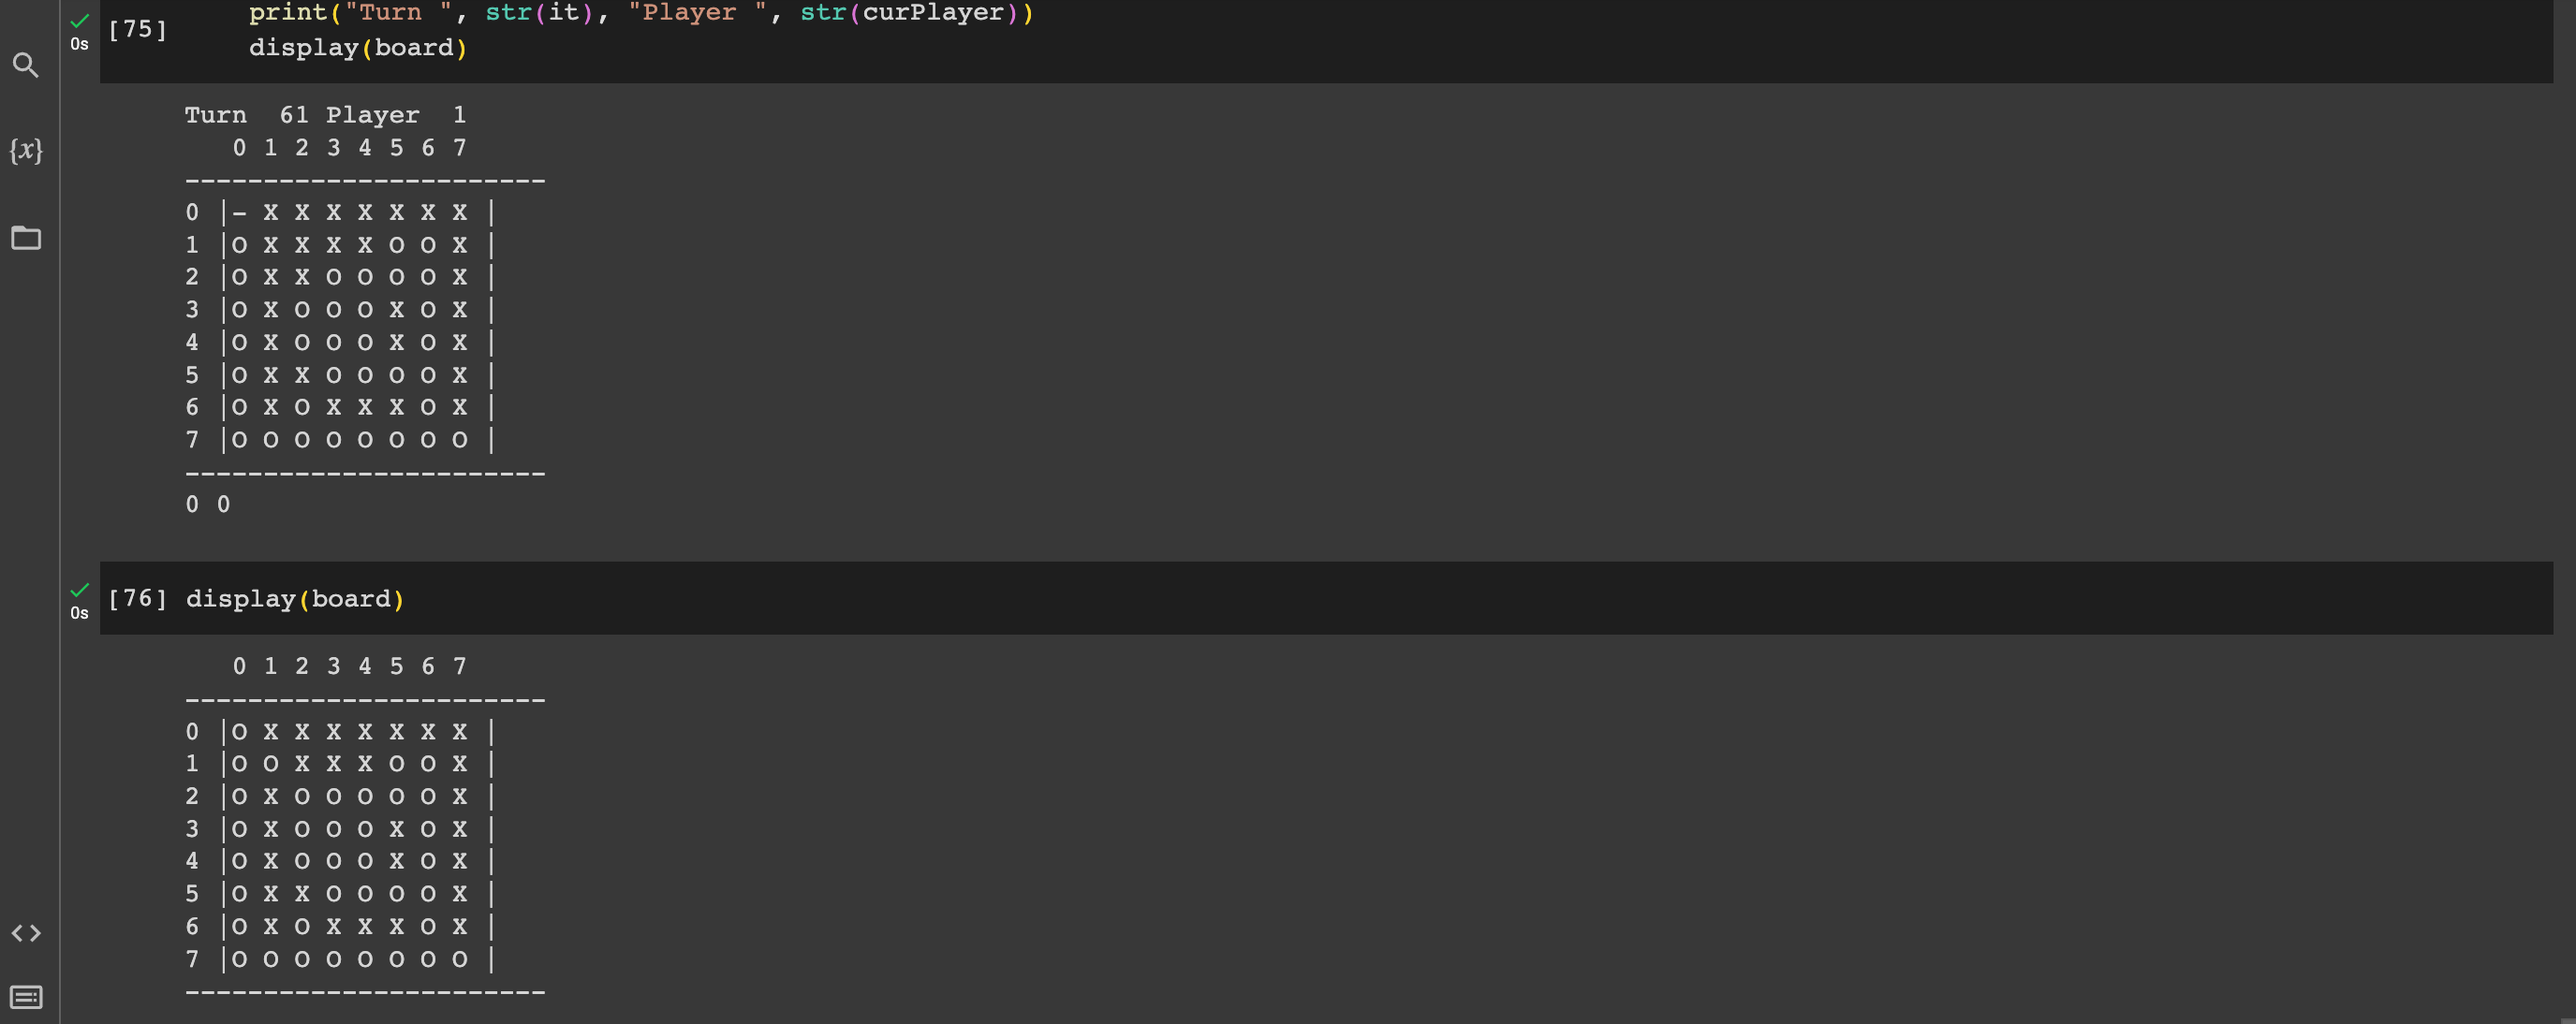 print("Turn ", str(it), "Player ", str(curPlayer))
[75]
0s
display(board)
{x}
Turn  61 Player  1
   0 1 2 3 4 5 6 7
-----------------------
0 |- X X X X X X X |
1 |O X X X X O O X |
2 |O X X O O O O X |
3 |O X O O O X O X |
4 |O X O O O X O X |
5 |O X X O O O O X |
6 |O X O X X X O X |
7 |O O O O O O O O |
-----------------------
0 0
[76] display(board)
0s
   0 1 2 3 4 5 6 7
-----------------------
0 |O X X X X X X X |
1 |O O X X X O O X |
2 |O X O O O O O X |
3 |O X O O O X O X |
4 |O X O O O X O X |
5 |O X X O O O O X |
6 |O X O X X X O X |
7 |O O O O O O O O |
-----------------------